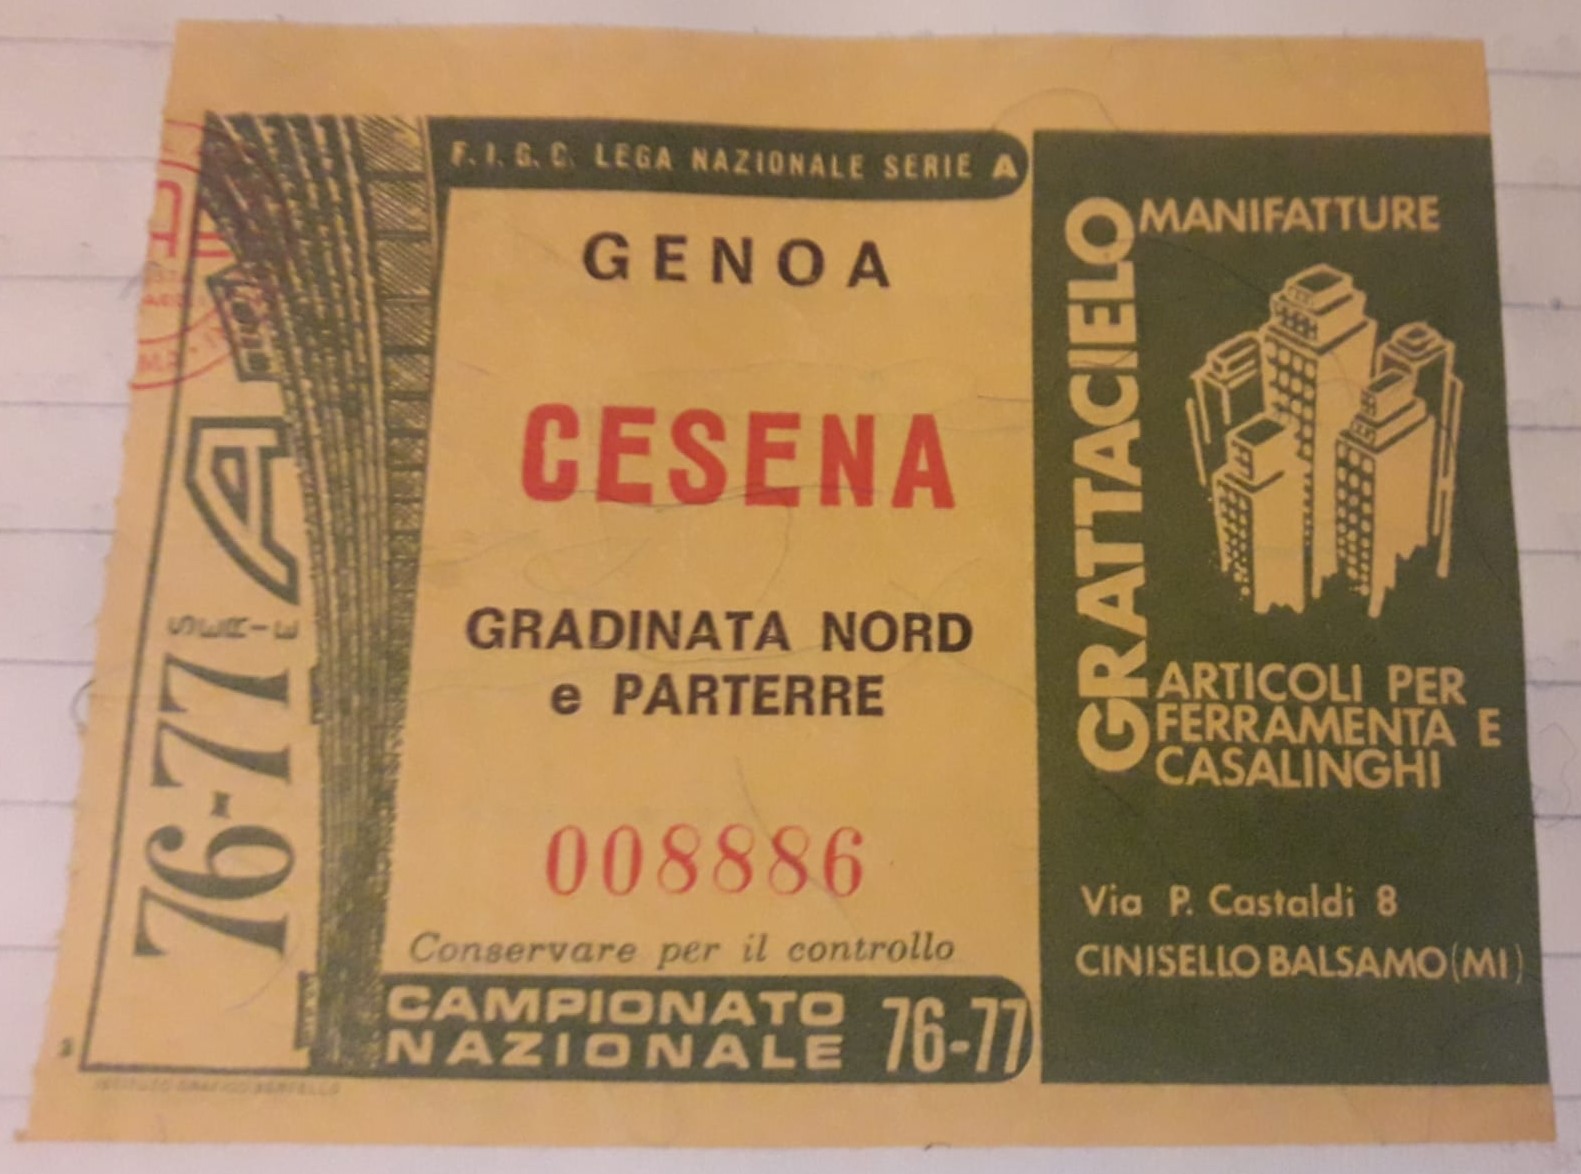 F. I. G. C. LEGA NAZIONALE SERIE A
GENOA
CESENA
GRADINATA NORD
e PARTERRE
008886
Conservare per il controllo
CAMPIONATO
NAZIONALE 76-77
76-77 SERIE A
GRATTACIELO
MANIFATTURE
ARTICOLI PER
FERRAMENTA E
CASALINGHI
Via P. Castaldi 8
CINISELLO BALSAMO (MI)